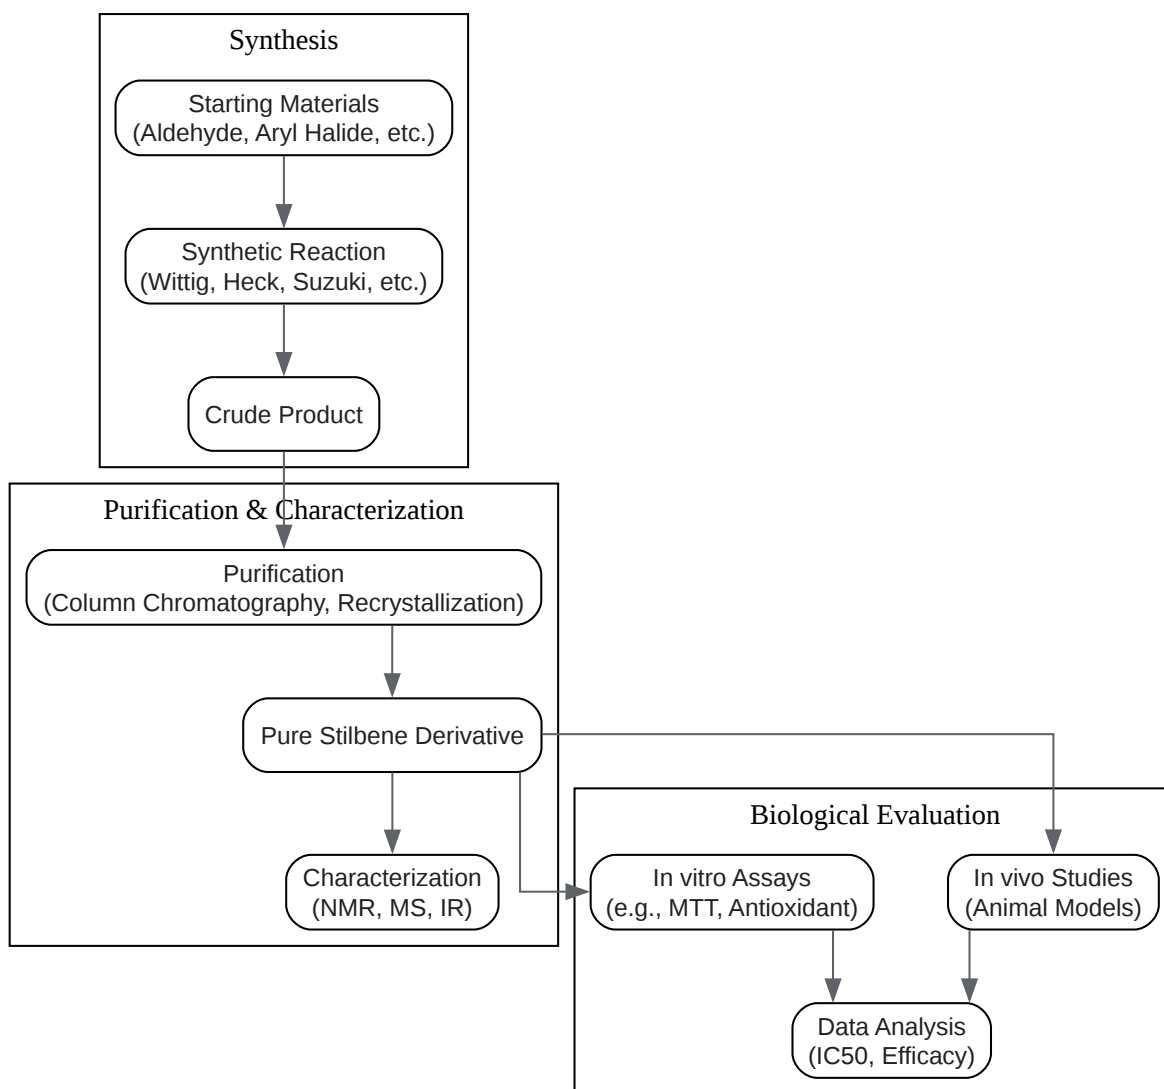 Synthesis
Starting Materials
(Aldehyde, Aryl Halide, etc.)
Synthetic Reaction
(Wittig, Heck, Suzuki, etc.)
Crude Product
Purification & Characterization
Purification
(Column Chromatography, Recrystallization)
Pure Stilbene Derivative
Characterization
(NMR, MS, IR)
Biological Evaluation
In vitro Assays
(e.g., MTT, Antioxidant)
In vivo Studies
(Animal Models)
Data Analysis
(IC50, Efficacy)